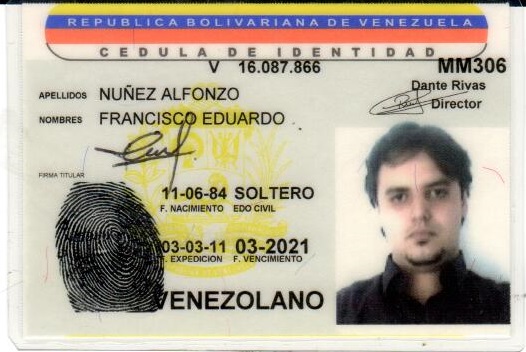 REPUBLICA BOLIVARIANA DE VENEZUELA
CEDULA DE IDENTIDAD
V 16.087.866 MM306
Dante Rivas
Director
APELLIDOS NUÑEZ ALFONZO
NOMBRES FRANCISCO EDUARDO
FIRMA TITULAR
11-06-84 SOLTERO
F. NACIMIENTO EDO CIVIL
03-03-11 03-2021
F. EXPEDICION F. VENCIMIENTO
VENEZOLANO